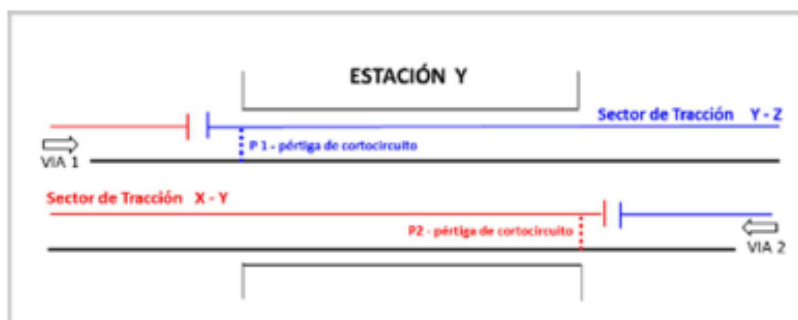 ESTACIÓN Y
Sector de Tracción Y - Z
P 1 - pértiga de cortocircuito
VIA 1
Sector de Tracción X - Y
P2 - pértiga de cortocircuito
VIA 2